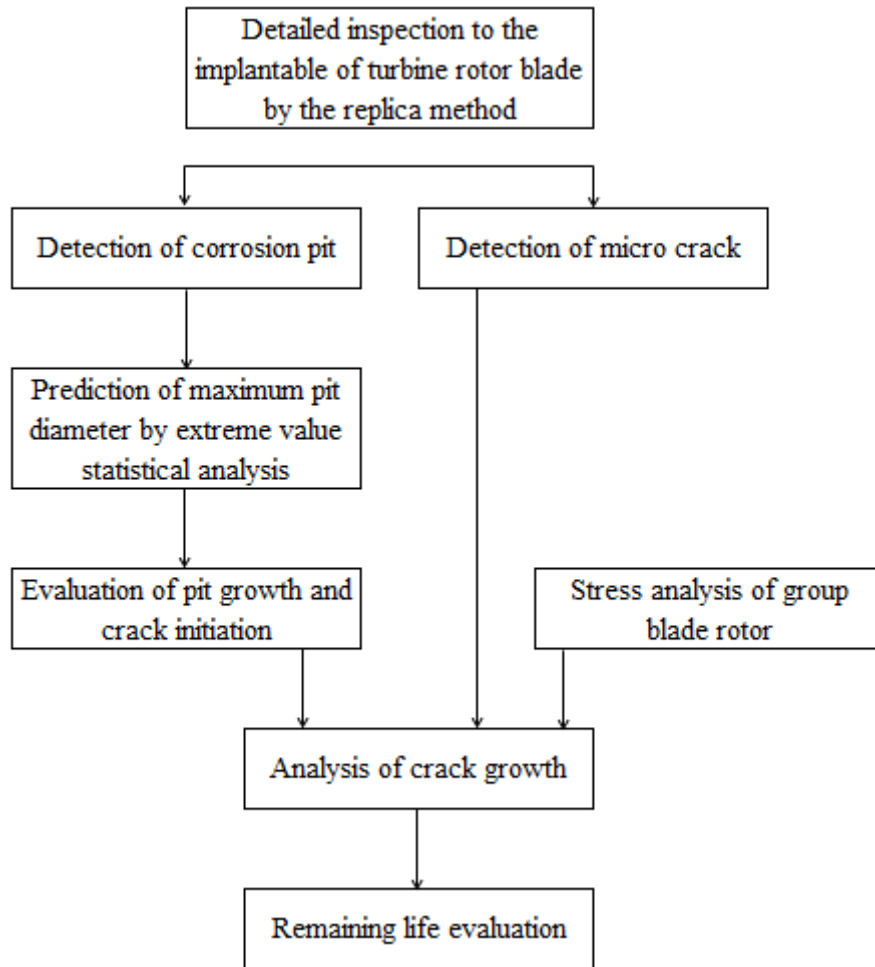 Detailed inspection to the
implantable of turbine rotor blade
by the replica method
Detection of corrosion pit
Detection of micro crack
Prediction of maximum pit
diameter by extreme value
statistical analysis
Evaluation of pit growth and
crack initiation
Stress analysis of group
blade rotor
Analysis of crack growth
Remaining life evaluation